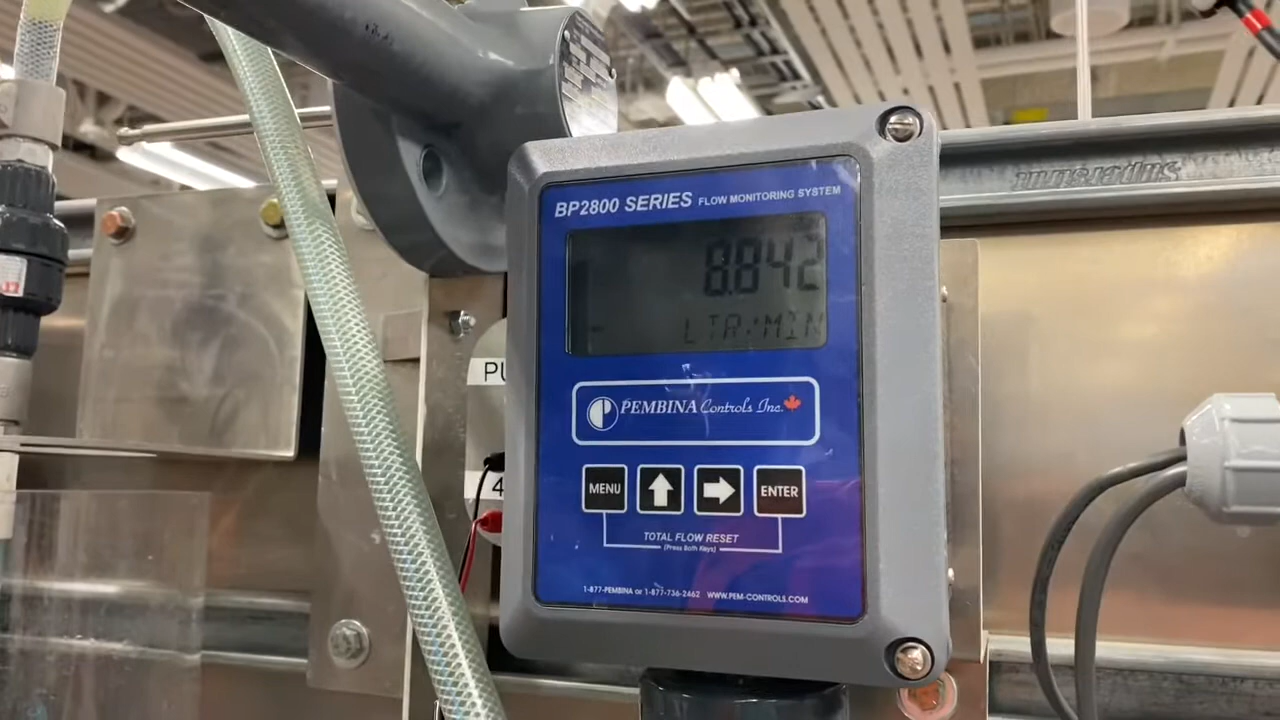 BP2800 SERIES FLOW MONITORING SYSTEM
8.842
LTR/MIN
PEMBINA Controls Inc.
MENU
ENTER
TOTAL FLOW RESET
(Press Both Keys)
1-877-PEMBINA or 1-877-736-2462 WWW.PEM-CONTROLS.COM
Superstrut
PU
4